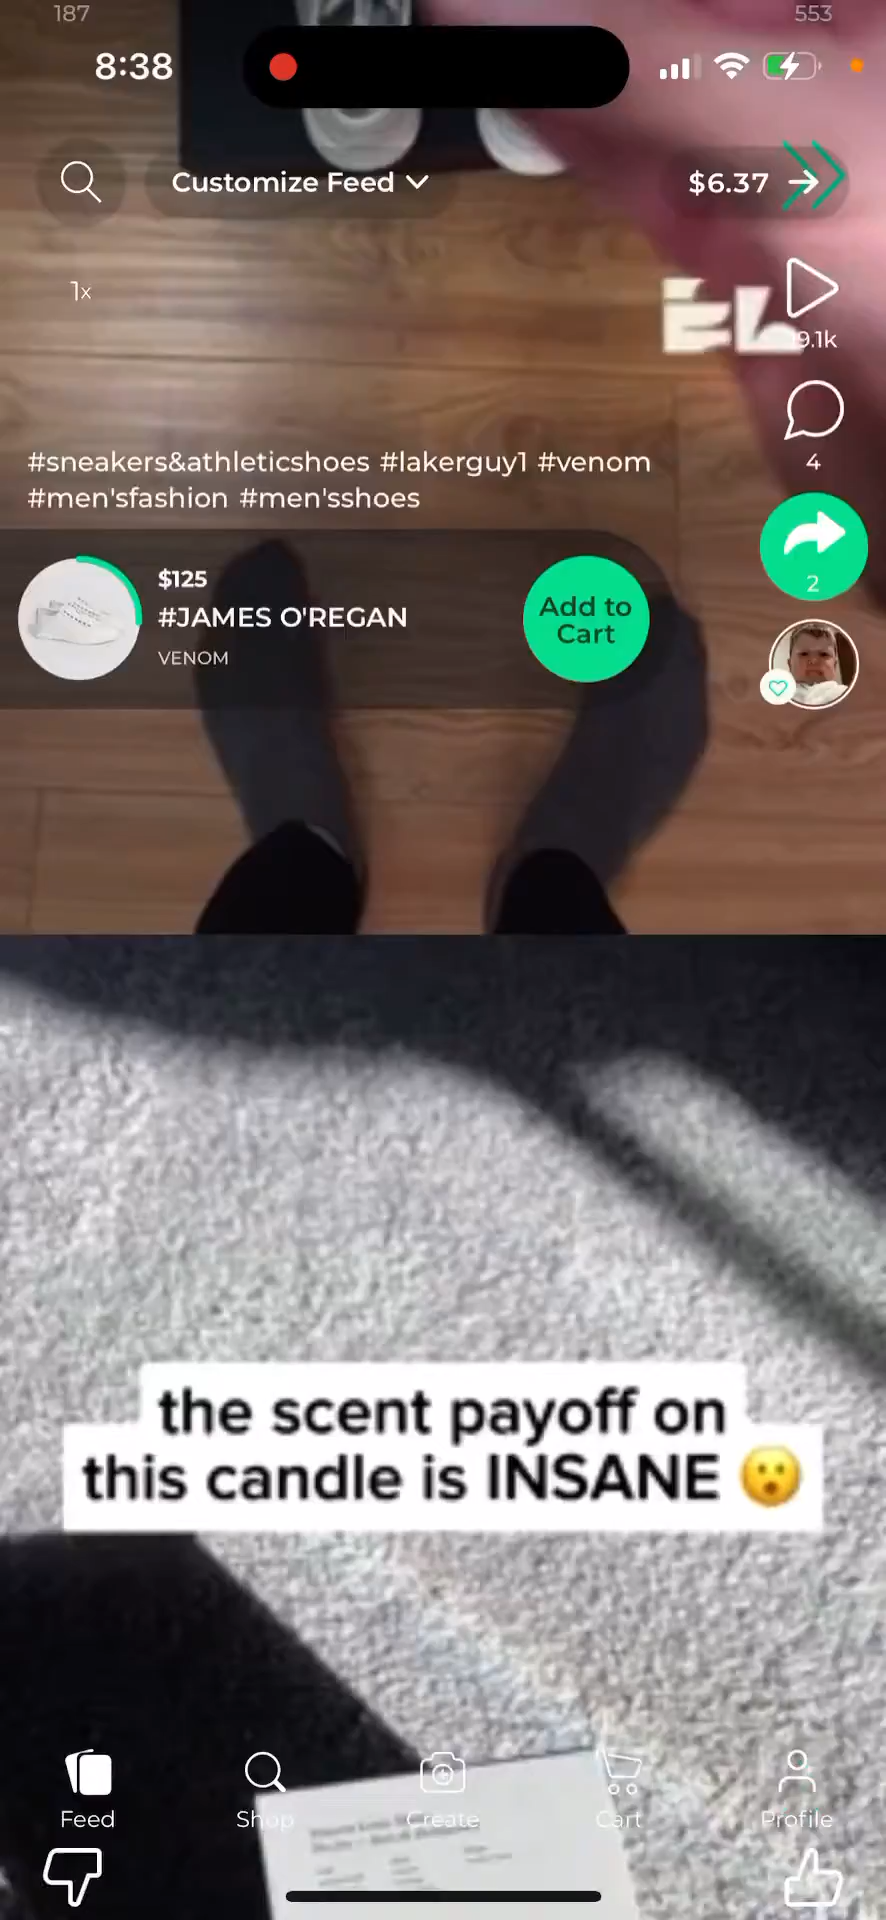 187
553
8:38
Customize Feed
$6.37
1x
EL
9.1k
4
#sneakers&athleticshoes #lakerguy1 #venom
#men'sfashion #men'sshoes
2
$125
#JAMES O'REGAN
VENOM
Add to
Cart
the scent payoff on
this candle is INSANE 😮
Feed
Shop
Create
Cart
Profile